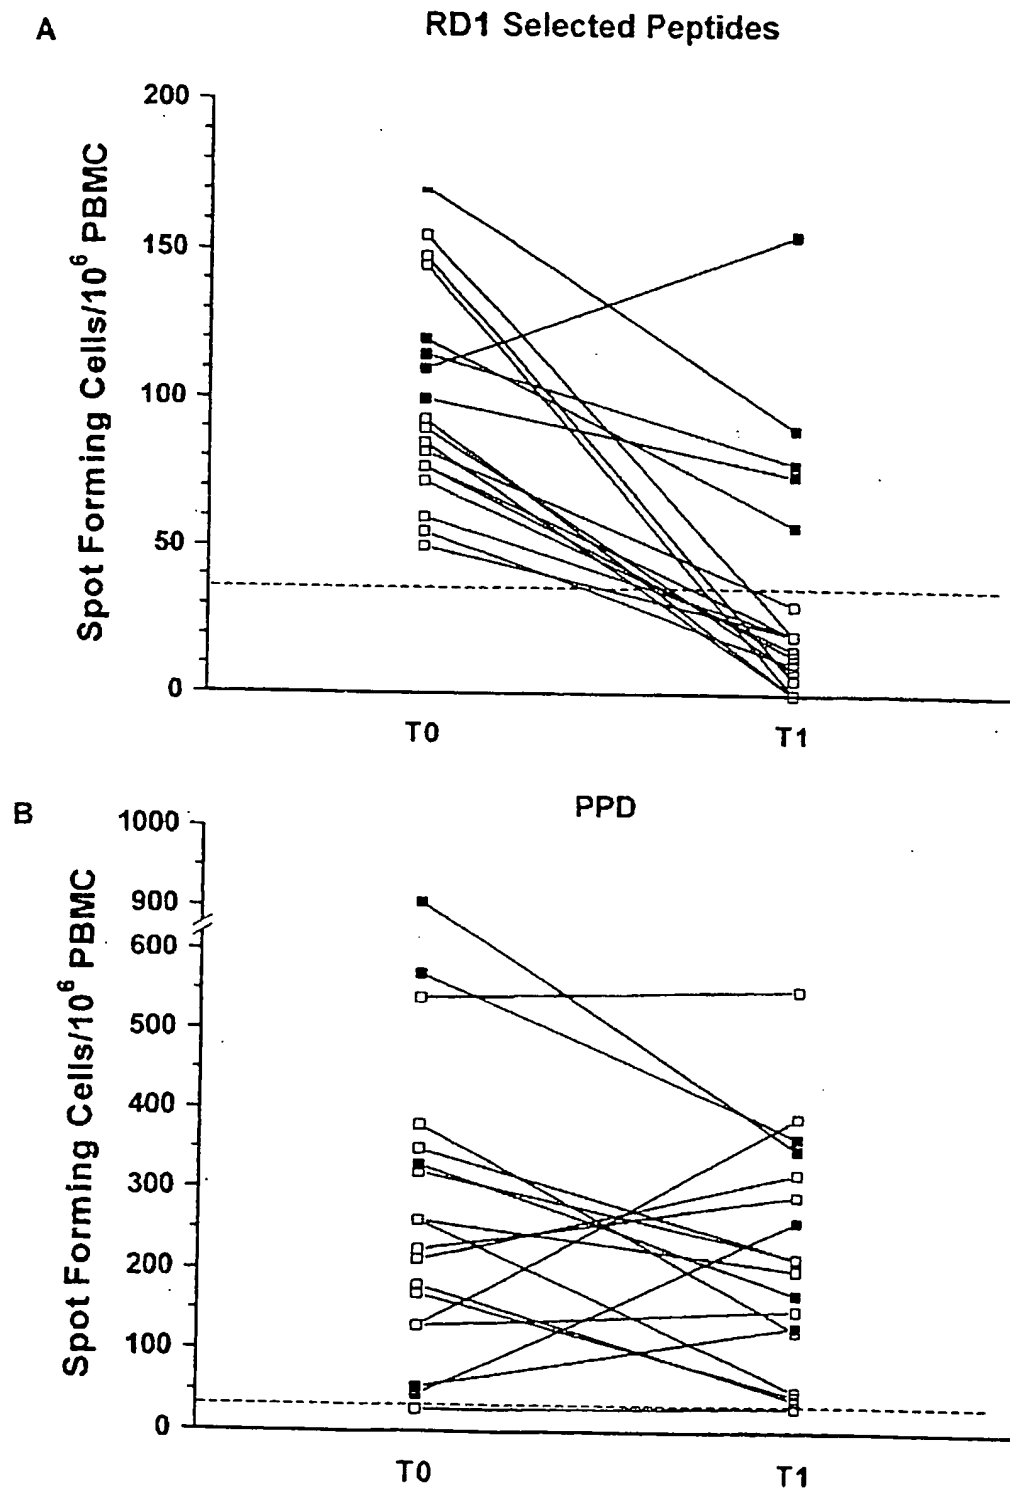 A
RD1 Selected Peptides
Spot Forming Cells/10⁶ PBMC
200
150
100
50
0
T0
T1
B
PPD
Spot Forming Cells/10⁶ PBMC
1000
900
600
500
400
300
200
100
0
T0
T1